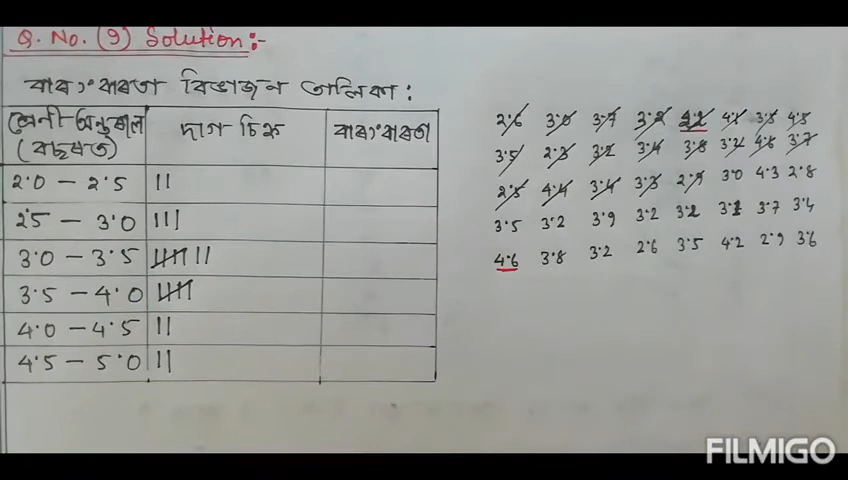 Q. No. (9) Solution:-
বাৰংবাৰতা বিভাজন তালিকা:
শ্ৰেনী-অন্তৰাল দাগ-চিহ্ন বাৰংবাৰতা
(বছৰত)
2.0 - 2.5 ||
2.5 - 3.0 |||
3.0 - 3.5 |||| ||
3.5 - 4.0 ||||
4.0 - 4.5 ||
4.5 - 5.0 ||
2.6 3.0 3.7 3.2 2.2 4.1 3.5 4.5
3.5 2.3 3.2 3.4 3.8 3.2 4.6 3.7
2.5 4.4 3.4 3.3 2.9 3.0 4.3 2.8
3.5 3.2 3.9 3.2 3.2 3.1 3.7 3.4
4.6 3.8 3.2 2.6 3.5 4.2 2.9 3.6
FILMIGO